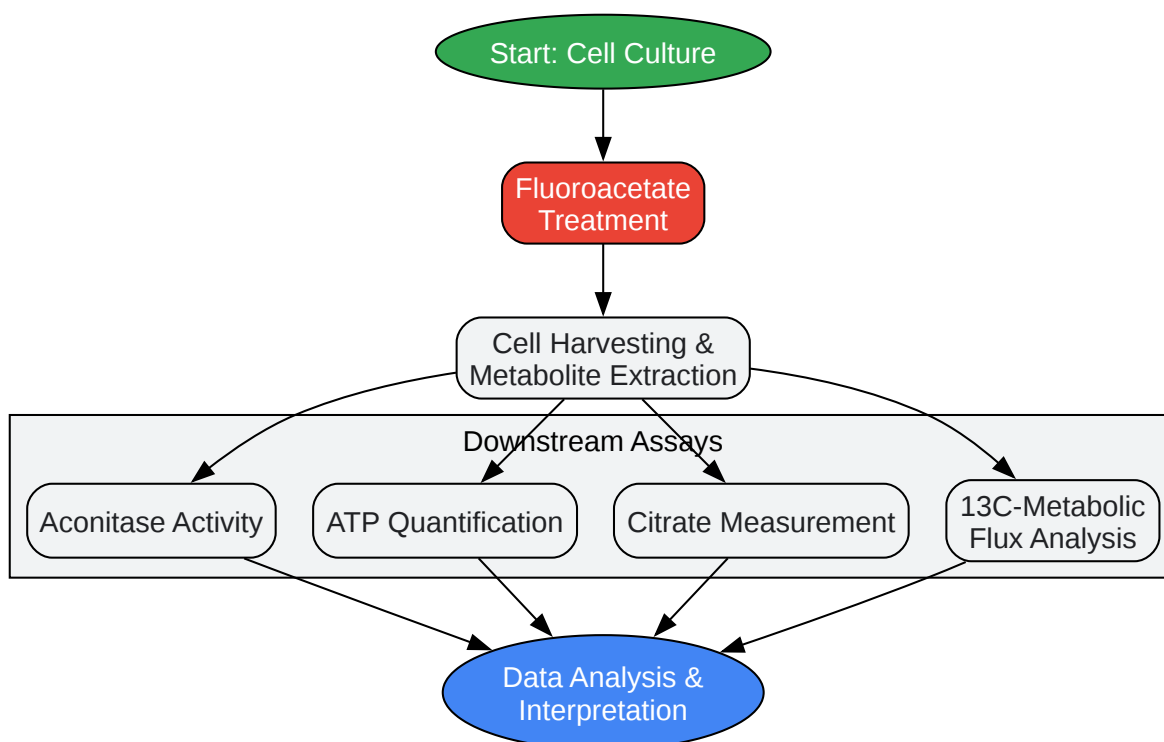 Start: Cell Culture
Fluoroacetate
Treatment
Cell Harvesting &
Metabolite Extraction
Downstream Assays
Aconitase Activity
ATP Quantification
Citrate Measurement
13C-Metabolic
Flux Analysis
Data Analysis &
Interpretation